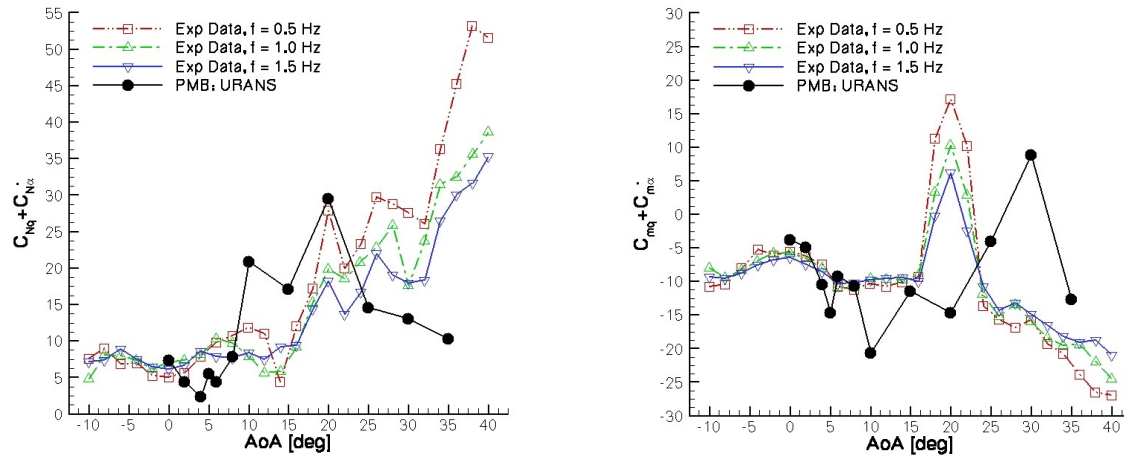 55
50
45
40
35
30
25
20
15
10
5
0
C_Nq + C_Nα̇
Exp Data, f = 0.5 Hz
Exp Data, f = 1.0 Hz
Exp Data, f = 1.5 Hz
PMB: URANS
-10 -5 0 5 10 15 20 25 30 35 40
AoA [deg]
30
25
20
15
10
5
0
-5
-10
-15
-20
-25
-30
C_mq + C_mα̇
Exp Data, f = 0.5 Hz
Exp Data, f = 1.0 Hz
Exp Data, f = 1.5 Hz
PMB: URANS
-10 -5 0 5 10 15 20 25 30 35 40
AoA [deg]